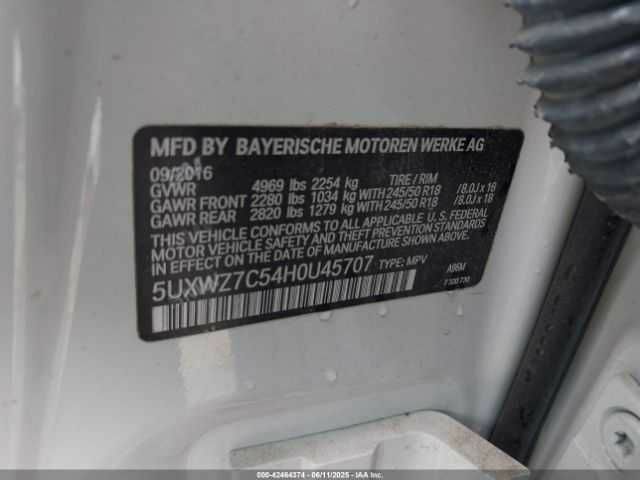 MFD BY BAYERISCHE MOTOREN WERKE AG
09/2016
GVWR 4969 lbs 2254 kg TIRE / RIM
GAWR FRONT 2280 lbs 1034 kg WITH 245/50 R18 / 8.0J x 18
GAWR REAR 2820 lbs 1279 kg WITH 245/50 R18 / 8.0J x 18
THIS VEHICLE CONFORMS TO ALL APPLICABLE U.S. FEDERAL
MOTOR VEHICLE SAFETY, BUMPER, AND THEFT PREVENTION
STANDARDS IN EFFECT ON THE DATE OF MANUFACTURE SHOWN ABOVE.
5UXWZ7C54H0U45707 TYPE: MPV A96M
000-42464374 06/11/2025 IAA Inc.